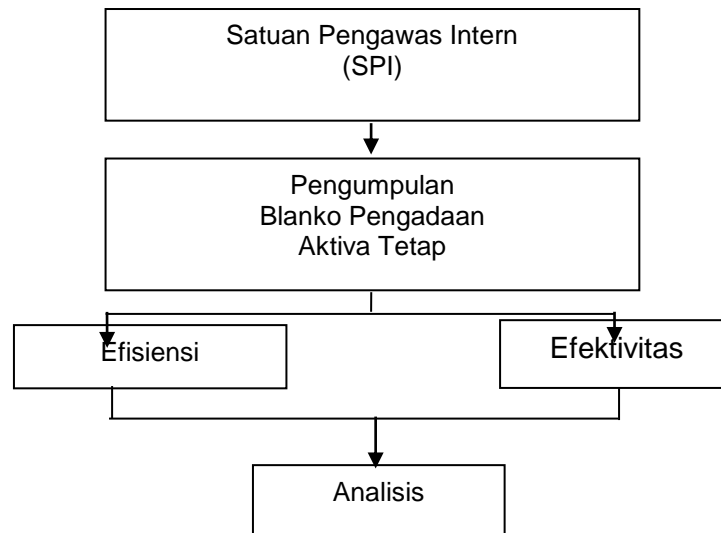 Satuan Pengawas Intern
(SPI)
Pengumpulan
Blanko Pengadaan
Aktiva Tetap
Efisiensi
Efektivitas
Analisis